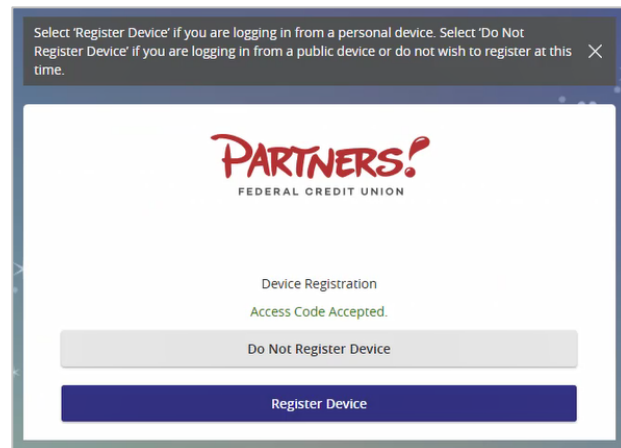 Select 'Register Device' if you are logging in from a personal device. Select 'Do Not
Register Device' if you are logging in from a public device or do not wish to register at this
time.
PARTNERS!
FEDERAL CREDIT UNION
Device Registration
Access Code Accepted.
Do Not Register Device
Register Device